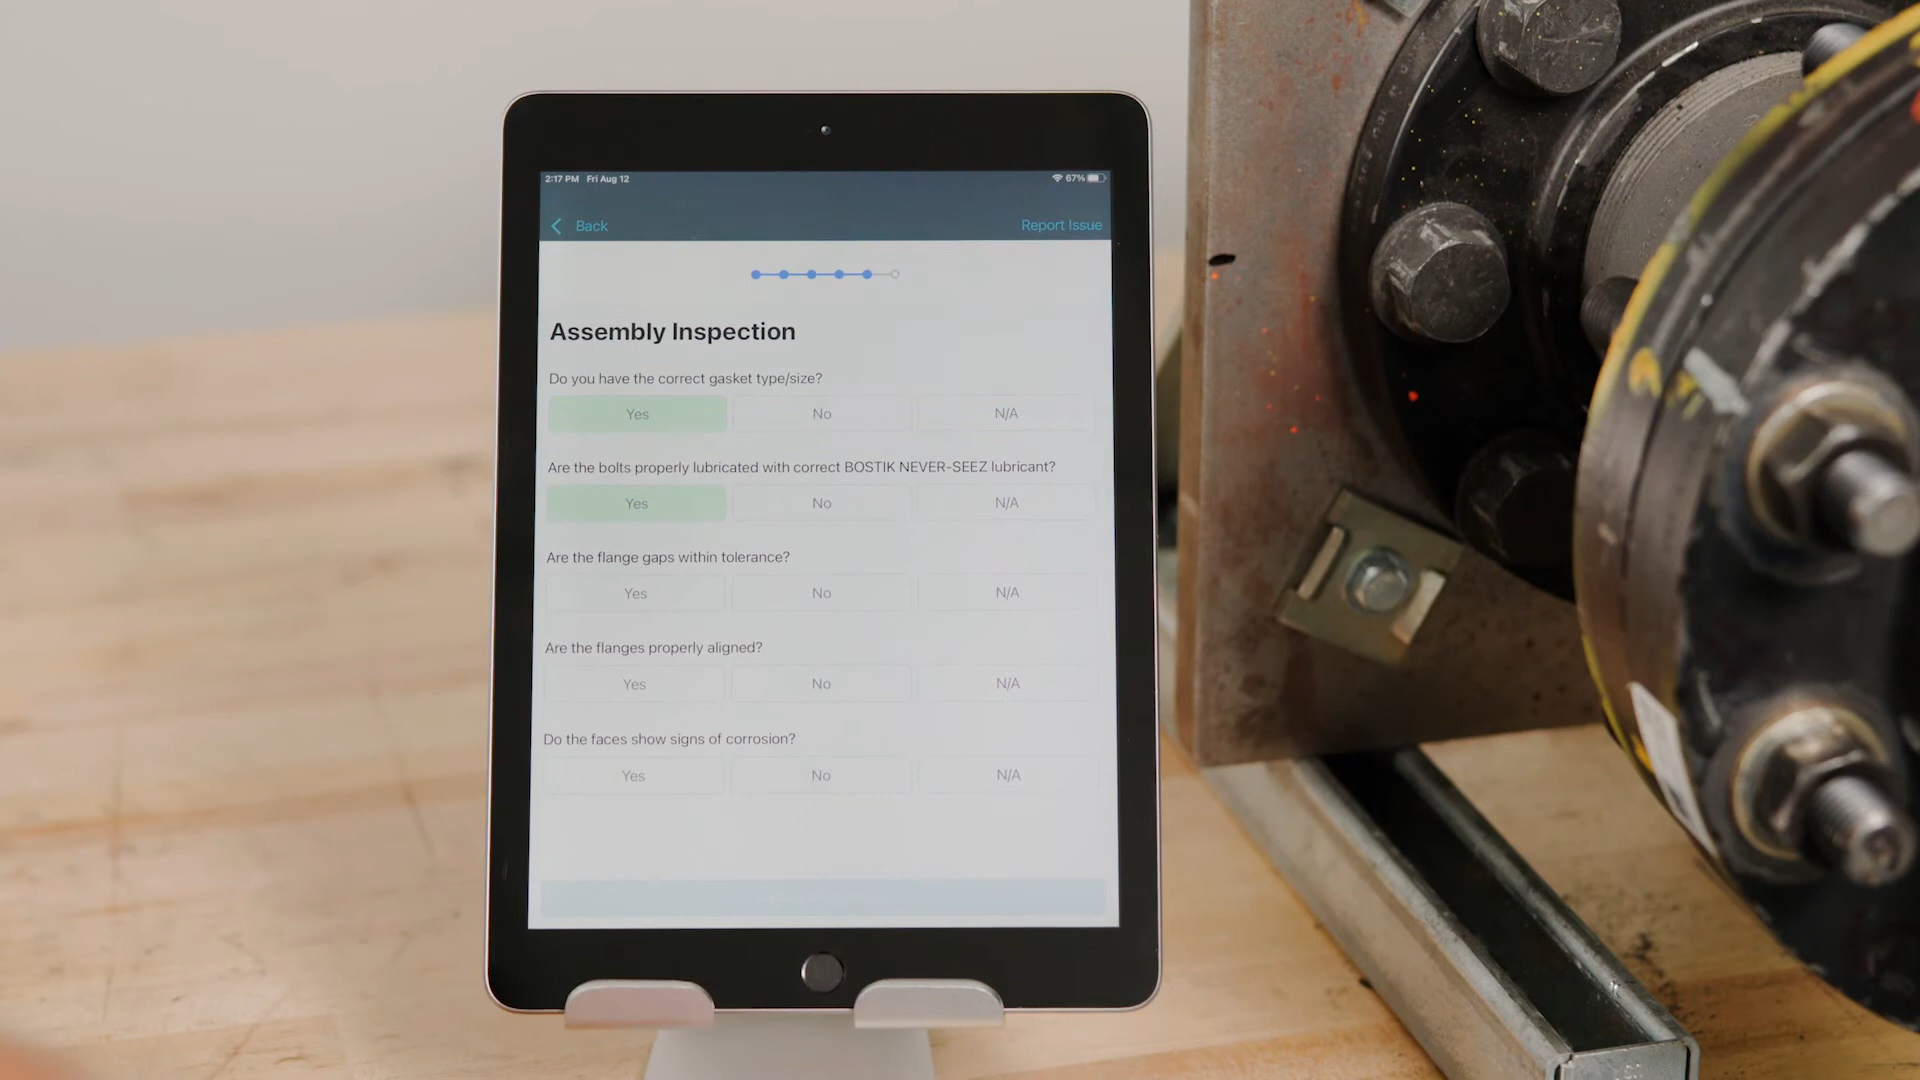 2:17 PM Fri Aug 12 67%
Back Report Issue
Assembly Inspection
Do you have the correct gasket type/size?
Yes No N/A
Are the bolts properly lubricated with correct BOSTIK NEVER-SEEZ lubricant?
Yes No N/A
Are the flange gaps within tolerance?
Yes No N/A
Are the flanges properly aligned?
Yes No N/A
Do the faces show signs of corrosion?
Yes No N/A